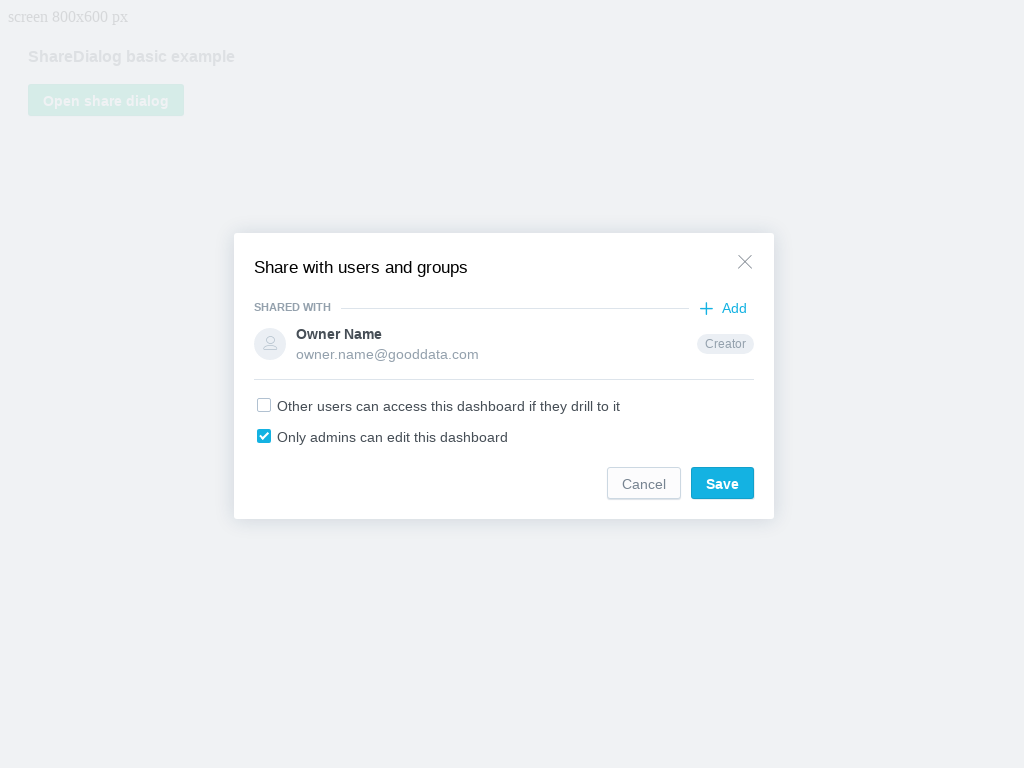 screen 800x600 px
ShareDialog basic example
Open share dialog
Share with users and groups
SHARED WITH
Add
Owner Name
owner.name@gooddata.com
Creator
Other users can access this dashboard if they drill to it
Only admins can edit this dashboard
Cancel
Save